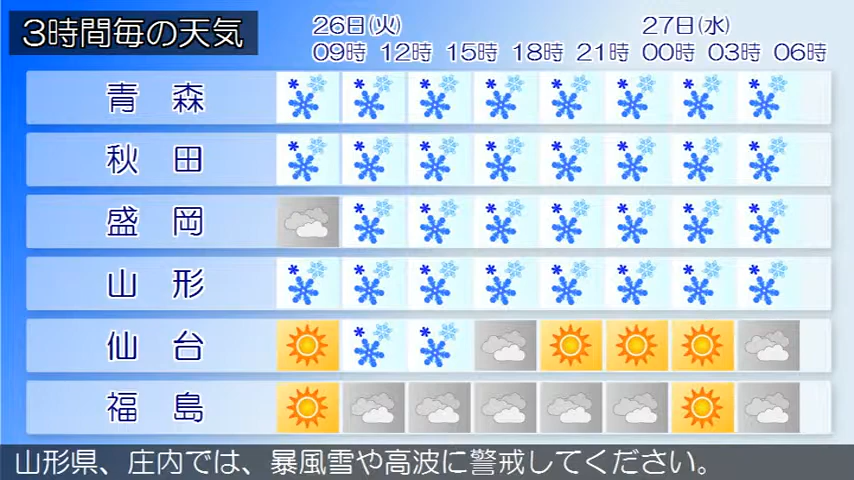 3時間毎の天気
26日(火) 27日(水)
09時 12時 15時 18時 21時 00時 03時 06時
青森
秋田
盛岡
山形
仙台
福島
山形県、庄内では、暴風雪や高波に警戒してください。